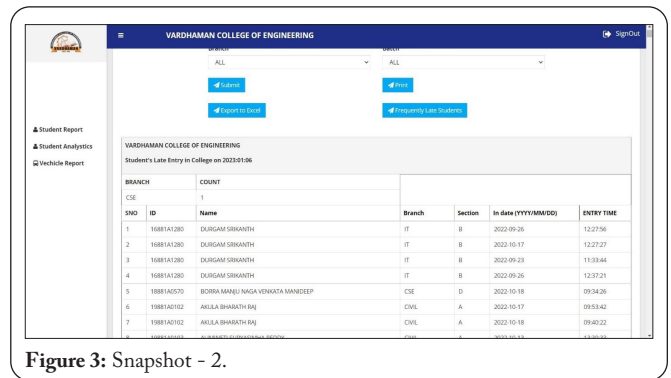 VARDHAMAN
VARDHAMAN COLLEGE OF ENGINEERING
SignOut
Branch
Batch
ALL
ALL
Submit
Print
Export to Excel
Frequently Late Students
Student Report
Student Analystics
Vechicle Report
VARDHAMAN COLLEGE OF ENGINEERING
Student's Late Entry in College on 2023:01:06
BRANCH COUNT
CSE 1
SNO ID Name Branch Section In date (YYYY/MM/DD) ENTRY TIME
1 16881A1280 DURGAM SRIKANTH IT B 2022-09-26 12:27:56
2 16881A1280 DURGAM SRIKANTH IT B 2022-10-17 12:27:27
3 16881A1280 DURGAM SRIKANTH IT B 2022-09-23 11:33:44
4 16881A1280 DURGAM SRIKANTH IT B 2022-09-26 12:37:21
5 18881A0570 BORRA MANJU NAGA VENKATA MANIDEEP CSE D 2022-10-18 09:34:26
6 19881A0102 AKULA BHARATH RAJ CIVIL A 2022-10-17 09:53:42
7 19881A0102 AKULA BHARATH RAJ CIVIL A 2022-10-18 09:40:22
Figure 3: Snapshot - 2.